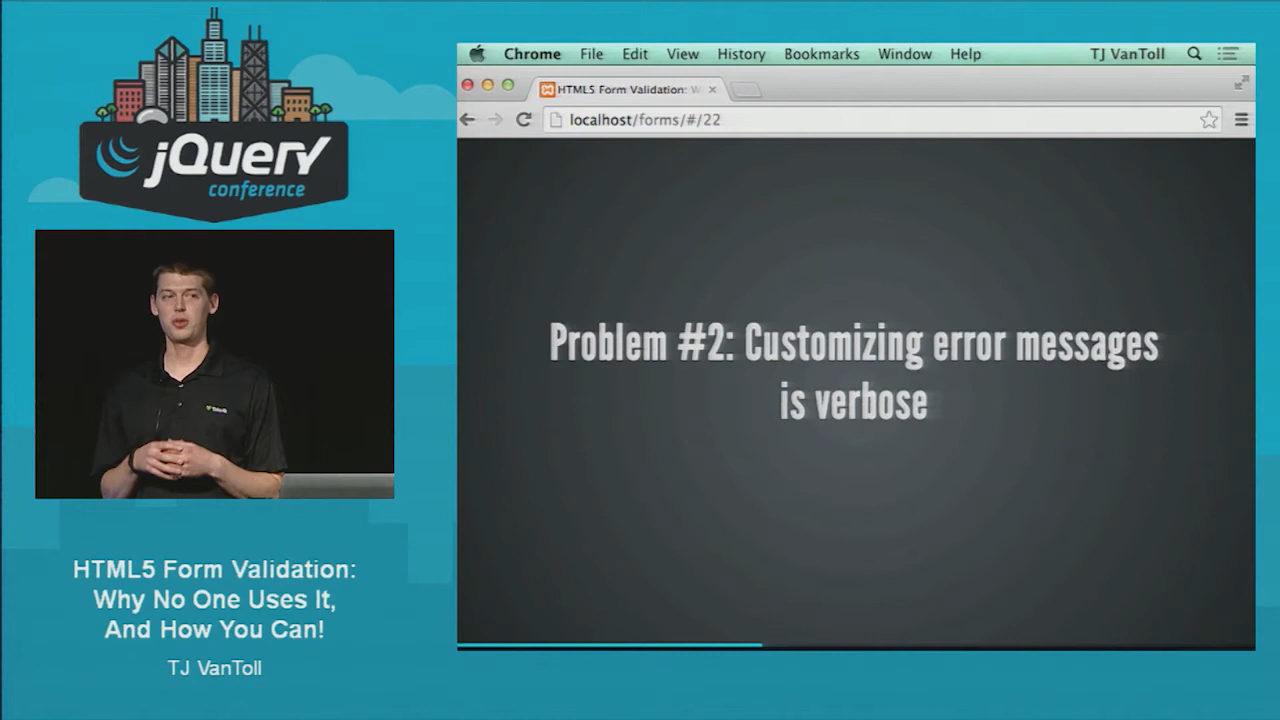 jQuery
conference
HTML5 Form Validation:
Why No One Uses It,
And How You Can!
TJ VanToll
Chrome File Edit View History Bookmarks Window Help TJ VanToll
HTML5 Form Validation: W
localhost/forms/#/22
Problem #2: Customizing error messages
is verbose